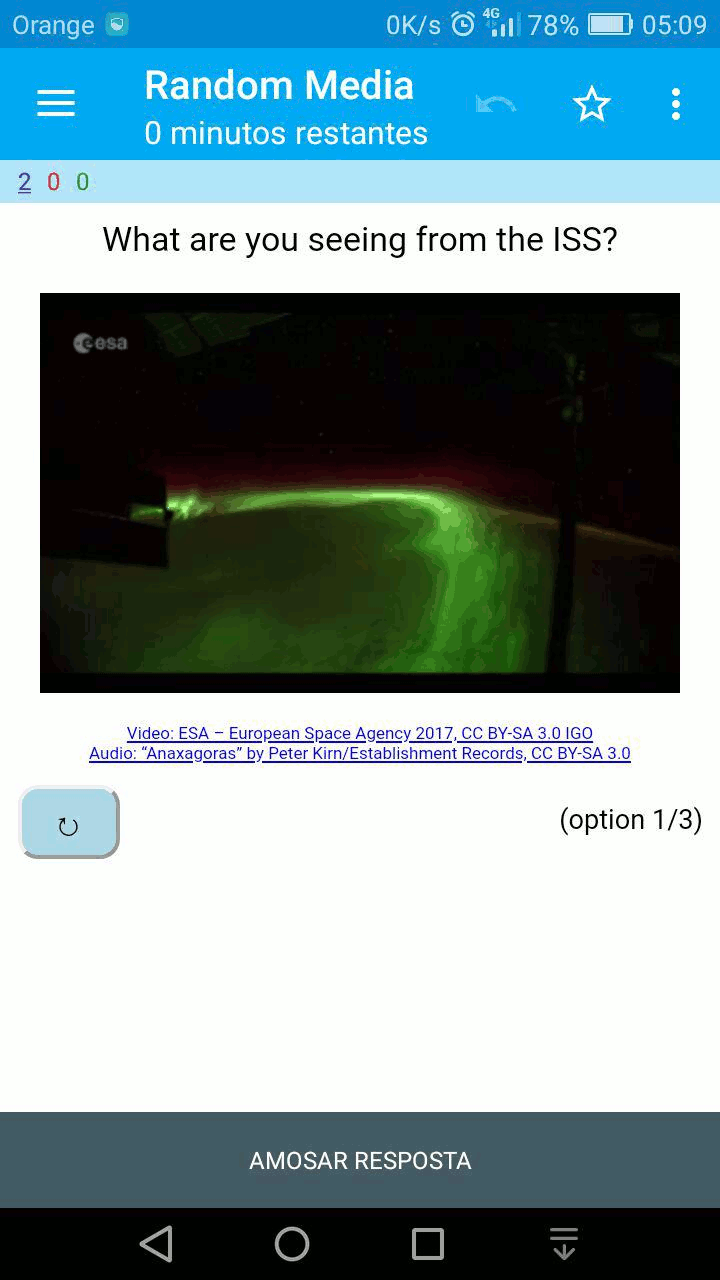 Orange 0K/s 4G 78% 05:09
Random Media
0 minutos restantes
2 0 0
What are you seeing from the ISS?
esa
Video: ESA – European Space Agency 2017, CC BY-SA 3.0 IGO
Audio: “Anaxagoras” by Peter Kirn/Establishment Records, CC BY-SA 3.0
(option 1/3)
AMOSAR RESPOSTA